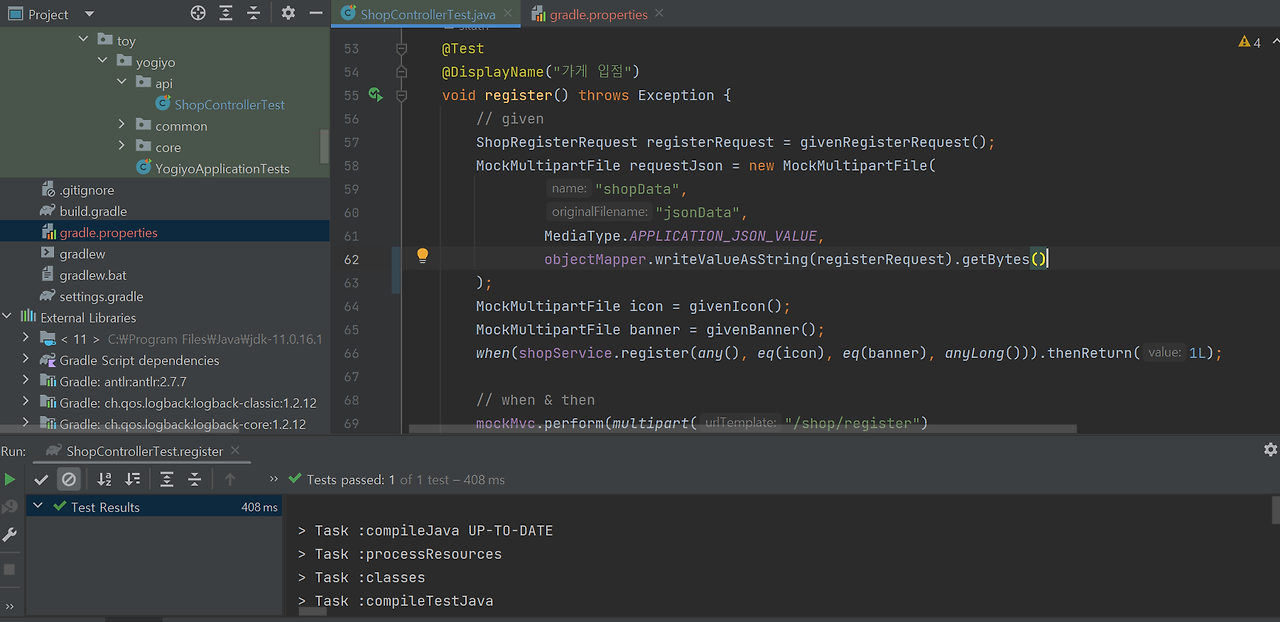 Project
ShopControllerTest.java
gradle.properties
toy
yogiyo
api
ShopControllerTest
common
core
YogiyoApplicationTests
.gitignore
build.gradle
gradle.properties
gradlew
gradlew.bat
settings.gradle
External Libraries
< 11 > C:₩Program Files₩Java₩jdk-11.0.16.1
Gradle Script dependencies
Gradle: antlr:antlr:2.7.7
Gradle: ch.qos.logback:logback-classic:1.2.12
Gradle: ch.qos.logback:logback-core:1.2.12
4
53 @Test
54 @DisplayName("가게 입점")
55 void register() throws Exception {
56 // given
57 ShopRegisterRequest registerRequest = givenRegisterRequest();
58 MockMultipartFile requestJson = new MockMultipartFile(
59 name: "shopData",
60 originalFilename: "jsonData",
61 MediaType.APPLICATION_JSON_VALUE,
62 objectMapper.writeValueAsString(registerRequest).getBytes()
63 );
64 MockMultipartFile icon = givenIcon();
65 MockMultipartFile banner = givenBanner();
66 when(shopService.register(any(), eq(icon), eq(banner), anyLong())).thenReturn( value: 1L);
67
68 // when & then
69 mockMvc.perform(multipart( urlTemplate: "/shop/register")
Run: ShopControllerTest.register
Tests passed: 1 of 1 test – 408 ms
Test Results 408 ms
> Task :compileJava UP-TO-DATE
> Task :processResources
> Task :classes
> Task :compileTestJava